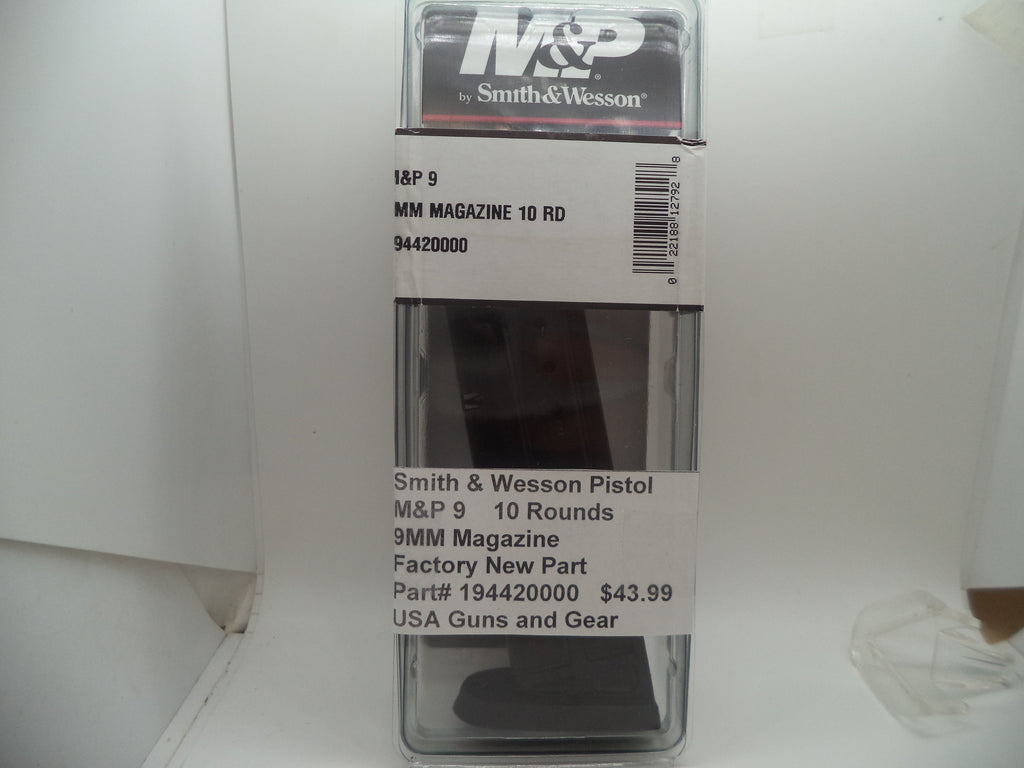 M&P®
by Smith&Wesson®
1&P 9
MM MAGAZINE 10 RD
94420000
0 22188 12792 8
Smith & Wesson Pistol
M&P 9 10 Rounds
9MM Magazine
Factory New Part
Part# 194420000 $43.99
USA Guns and Gear